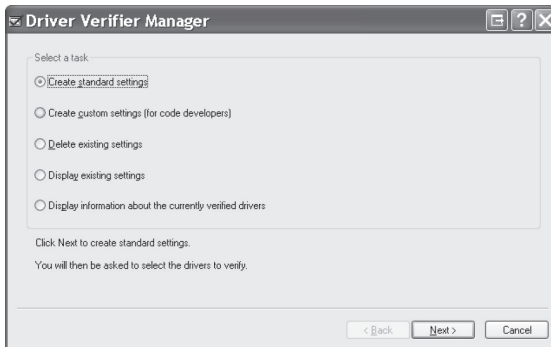 Driver Verifier Manager
Select a task
Create standard settings
Create custom settings (for code developers)
Delete existing settings
Display existing settings
Display information about the currently verified drivers
Click Next to create standard settings.
You will then be asked to select the drivers to verify.
< Back Next > Cancel